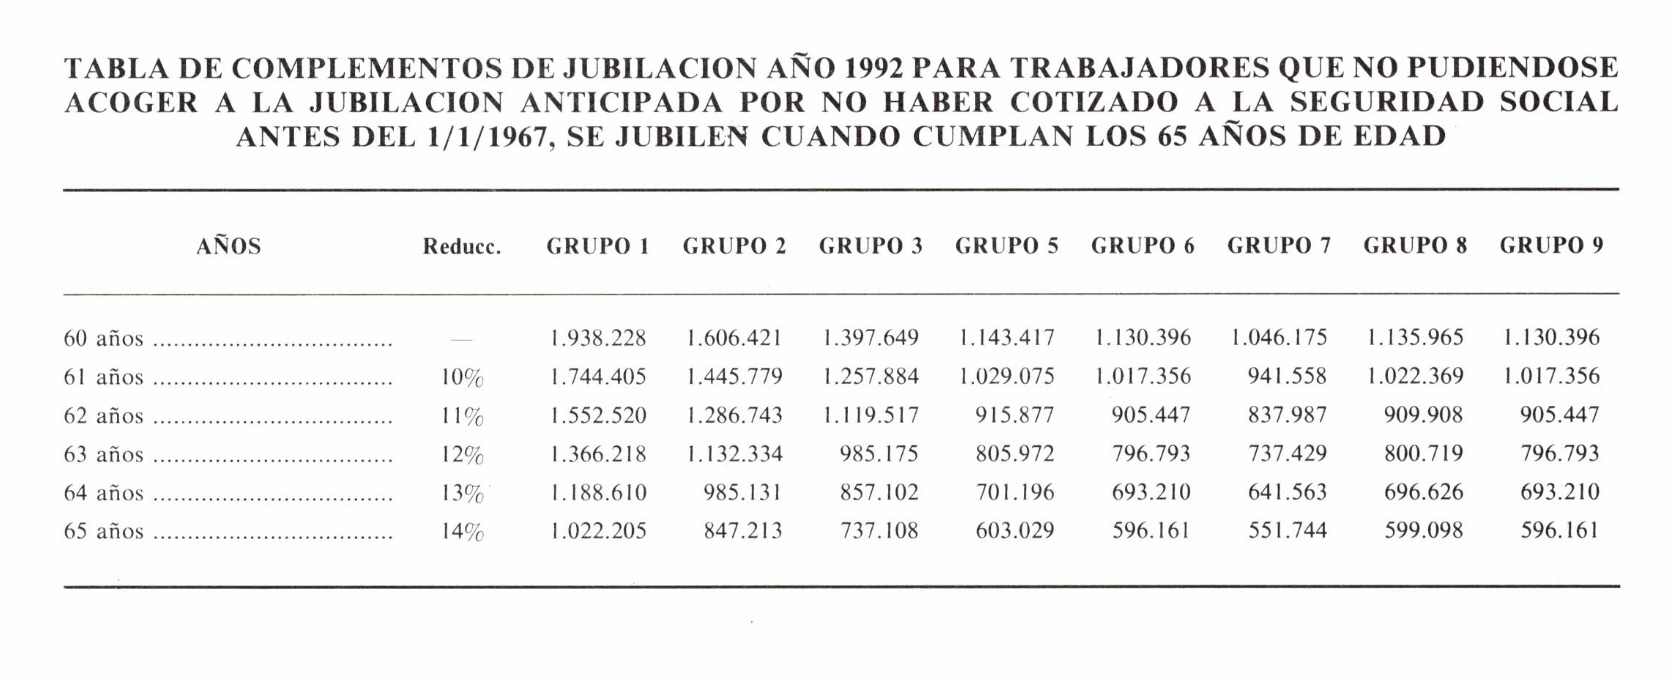 TABLA DE COMPLEMENTOS DE JUBILACION AÑO 1992 PARA TRABAJADORES QUE NO PUDIENDOSE
ACOGER A LA JUBILACION ANTICIPADA POR NO HABER COTIZADO A LA SEGURIDAD SOCIAL
ANTES DEL 1/1/1967, SE JUBILEN CUANDO CUMPLAN LOS 65 AÑOS DE EDAD
AÑOS Reducc. GRUPO 1 GRUPO 2 GRUPO 3 GRUPO 5 GRUPO 6 GRUPO 7 GRUPO 8 GRUPO 9
60 años ................................... — 1.938.228 1.606.421 1.397.649 1.143.417 1.130.396 1.046.175 1.135.965 1.130.396
61 años ................................... 10% 1.744.405 1.445.779 1.257.884 1.029.075 1.017.356 941.558 1.022.369 1.017.356
62 años ................................... 11% 1.552.520 1.286.743 1.119.517 915.877 905.447 837.987 909.908 905.447
63 años ................................... 12% 1.366.218 1.132.334 985.175 805.972 796.793 737.429 800.719 796.793
64 años ................................... 13% 1.188.610 985.131 857.102 701.196 693.210 641.563 696.626 693.210
65 años ................................... 14% 1.022.205 847.213 737.108 603.029 596.161 551.744 599.098 596.161